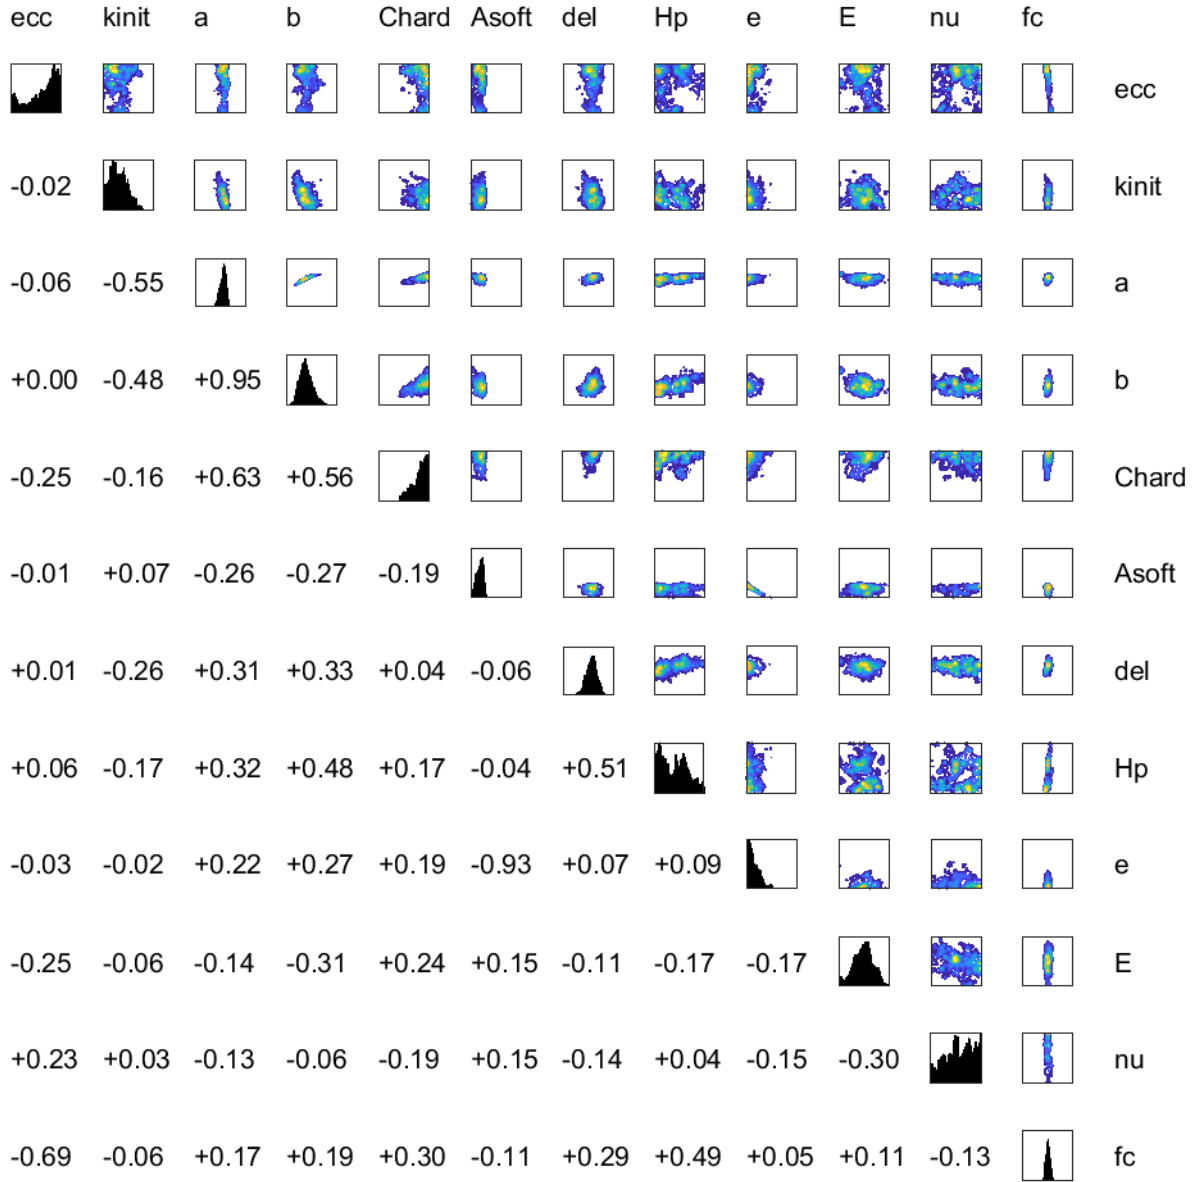 ecc kinit a b Chard Asoft del Hp e E nu fc
ecc
-0.02 kinit
-0.06 -0.55 a
+0.00 -0.48 +0.95 b
-0.25 -0.16 +0.63 +0.56 Chard
-0.01 +0.07 -0.26 -0.27 -0.19 Asoft
+0.01 -0.26 +0.31 +0.33 +0.04 -0.06 del
+0.06 -0.17 +0.32 +0.48 +0.17 -0.04 +0.51 Hp
-0.03 -0.02 +0.22 +0.27 +0.19 -0.93 +0.07 +0.09 e
-0.25 -0.06 -0.14 -0.31 +0.24 +0.15 -0.11 -0.17 -0.17 E
+0.23 +0.03 -0.13 -0.06 -0.19 +0.15 -0.14 +0.04 -0.15 -0.30 nu
-0.69 -0.06 +0.17 +0.19 +0.30 -0.11 +0.29 +0.49 +0.05 +0.11 -0.13 fc